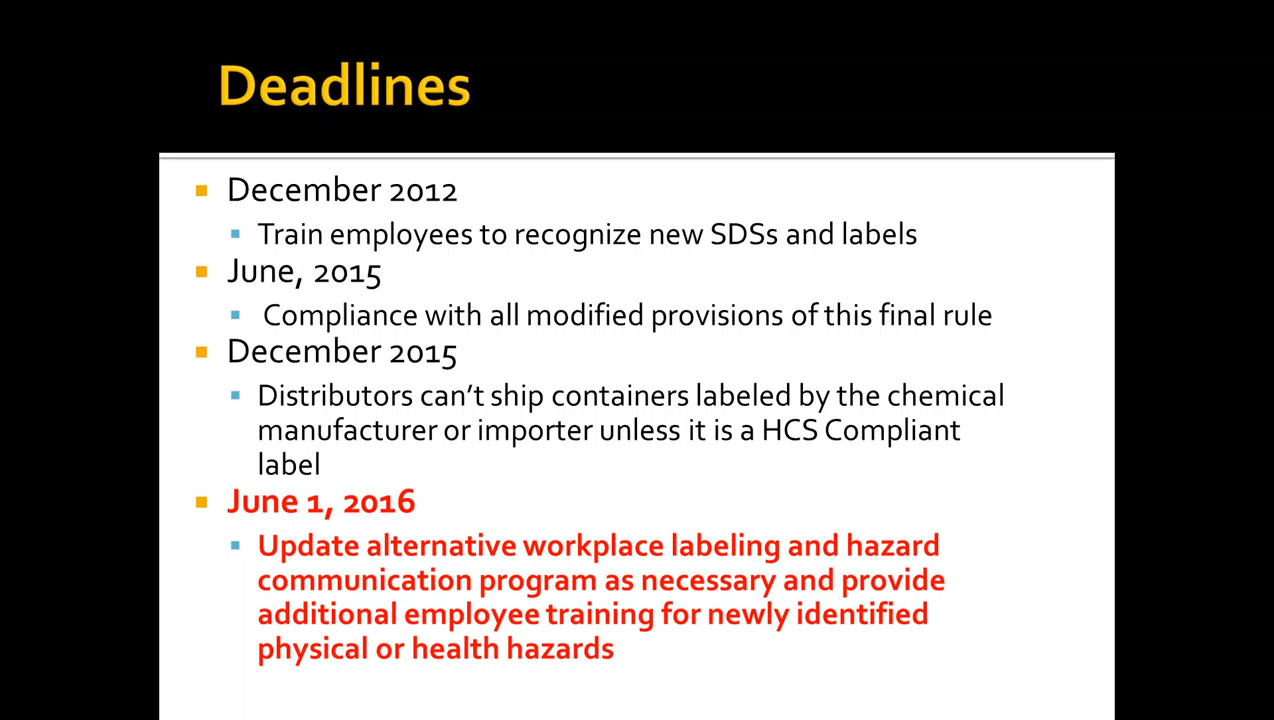 Deadlines
December 2012
Train employees to recognize new SDSs and labels
June, 2015
Compliance with all modified provisions of this final rule
December 2015
Distributors can’t ship containers labeled by the chemical
manufacturer or importer unless it is a HCS Compliant
label
June 1, 2016
Update alternative workplace labeling and hazard
communication program as necessary and provide
additional employee training for newly identified
physical or health hazards